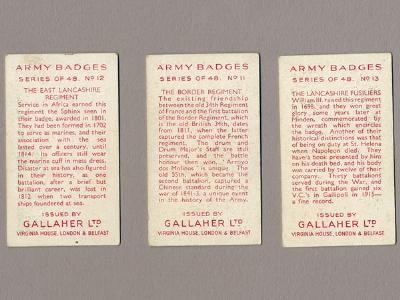 ARMY BADGES
SERIES OF 48. Nº 12
THE EAST LANCASHIRE
REGIMENT
Service in Africa earned this
regiment the Sphinx seen in
their badge, awarded in 1801.
They had been formed in 1702
to serve as marines, and their
association with the sea
lasted over a century, until
1814. Its officers still wear
the marine cuff in mess dress.
Disaster at sea has also figured
in their history, as one
battalion, after a brief but
brilliant career, was lost in
1812 when two transport
ships foundered at sea.
ISSUED BY
GALLAHER LTD
VIRGINIA HOUSE, LONDON & BELFAST
ARMY BADGES
SERIES OF 48. Nº 11
THE BORDER REGIMENT
The existing friendship
between the old 34th Regiment
of France and the first battalion
of the Border Regiment, which
is the old British 34th, dates
from 1811, when the latter
captured the complete French
regiment. The drum and
Drum Major's Staff are still
preserved, and the battle
honour then won, "Arroyo
dos Molinos" is unique. The
old 55th, which became the
second battalion, captured a
Chinese standard during the
war of 1841-3, a unique event
in the history of the Army.
ISSUED BY
GALLAHER LTD
VIRGINIA HOUSE, LONDON & BELFAST
ARMY BADGES
SERIES OF 48. Nº 13
THE LANCASHIRE FUSILIERS
William III. raised this regiment
in 1698, and they won great
glory, some years later at
Minden, commemorated by
the wreath which encircles
the badge. Another of their
historical distinctions was that
of being on duty at St. Helena
when Napoleon died. They
have a book presented by him
on his death bed, and his body
was carried by twelve of their
company. Thirty battalions
served during the War, and
the first battalion gained six
V.C.'s in Gallipoli in 1915—
a fine record.
ISSUED BY
GALLAHER LTD
VIRGINIA HOUSE, LONDON & BELFAST